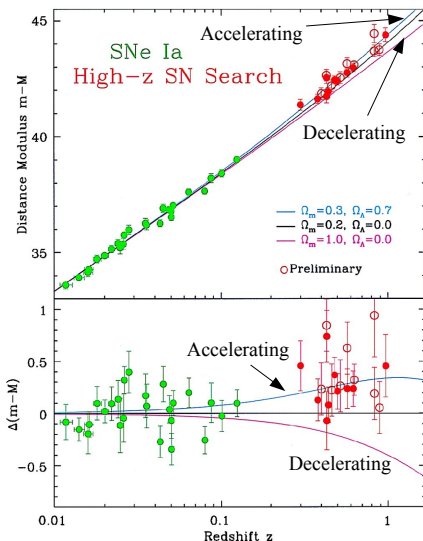 45
40
35
Distance Modulus m-M
SNe Ia
High-z SN Search
Accelerating
Decelerating
Ωm=0.3, ΩΛ=0.7
Ωm=0.2, ΩΛ=0.0
Ωm=1.0, ΩΛ=0.0
Preliminary
1
0.5
0
-0.5
Δ(m-M)
Accelerating
Decelerating
0.01
0.1
1
Redshift z